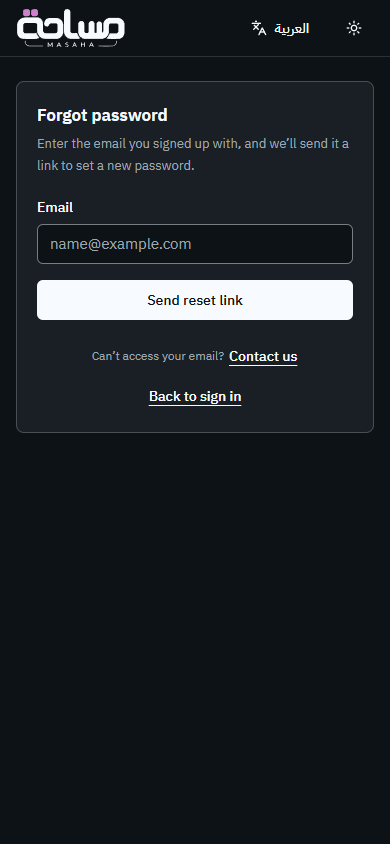 مساحة
MASAHA
العربية
Forgot password
Enter the email you signed up with, and we’ll send it a
link to set a new password.
Email
name@example.com
Send reset link
Can’t access your email? Contact us
Back to sign in